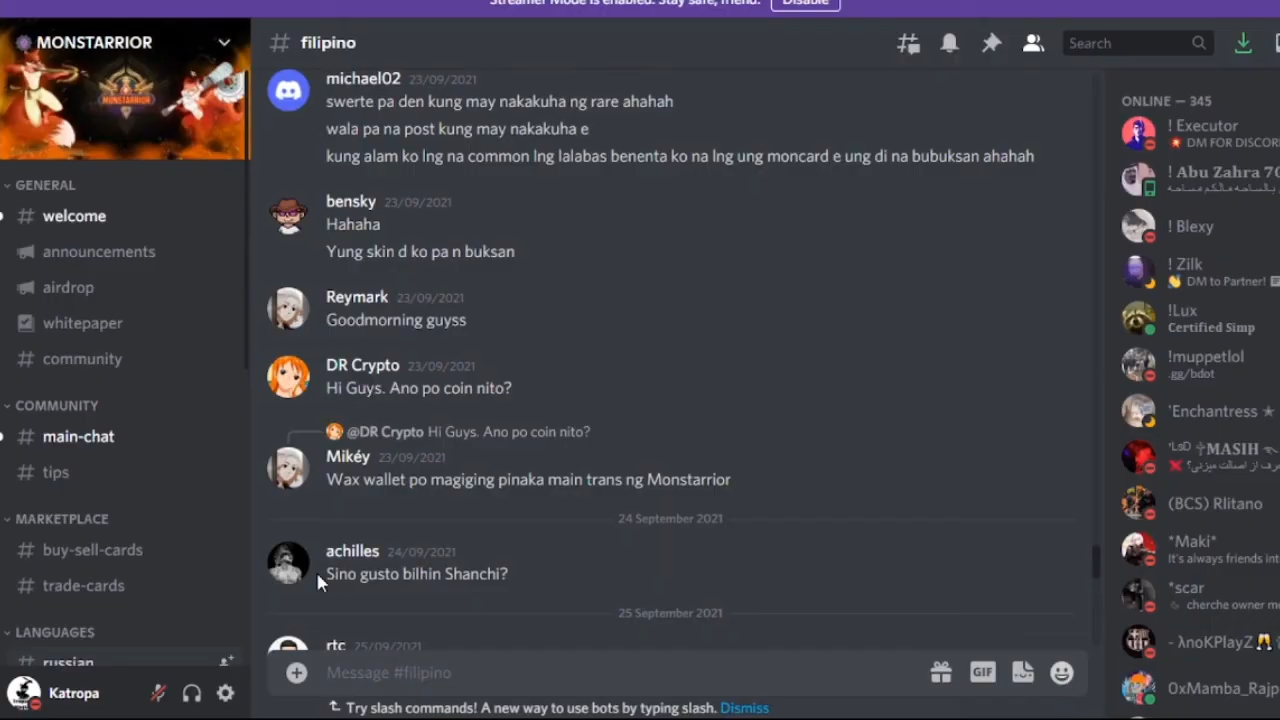 Streamer Mode is enabled. Stay safe, friend. Disable
MONSTARRIOR
MONSTARRIOR
GENERAL
welcome
announcements
airdrop
whitepaper
community
COMMUNITY
main-chat
tips
MARKETPLACE
buy-sell-cards
trade-cards
LANGUAGES
russian
Katropa
# filipino
Search
michael02 23/09/2021
swerte pa den kung may nakakuha ng rare ahahah
wala pa na post kung may nakakuha e
kung alam ko lng na common lng lalabas benenta ko na lng ung moncard e ung di na bubuksan ahahah
bensky 23/09/2021
Hahaha
Yung skin d ko pa n buksan
Reymark 23/09/2021
Goodmorning guyss
DR Crypto 23/09/2021
Hi Guys. Ano po coin nito?
@DR Crypto Hi Guys. Ano po coin nito?
Mikéy 23/09/2021
Wax wallet po magiging pinaka main trans ng Monstarrior
24 September 2021
achilles 24/09/2021
Sino gusto bilhin Shanchi?
25 September 2021
rtc 25/09/2021
Message #filipino
GIF
Try slash commands! A new way to use bots by typing slash. Dismiss
ONLINE — 345
! Executor
DM FOR DISCOR
! Abu Zahra 70
! Blexy
! Zilk
DM to Partner!
!Lux
Certified Simp
!muppetlol
.gg/bdot
'Enchantress ★
MASIH
(BCS) Rlitano
*Maki*
It's always friends int
*scar
cherche owner m
- λnoKPlayZ
0xMamba_Rajp